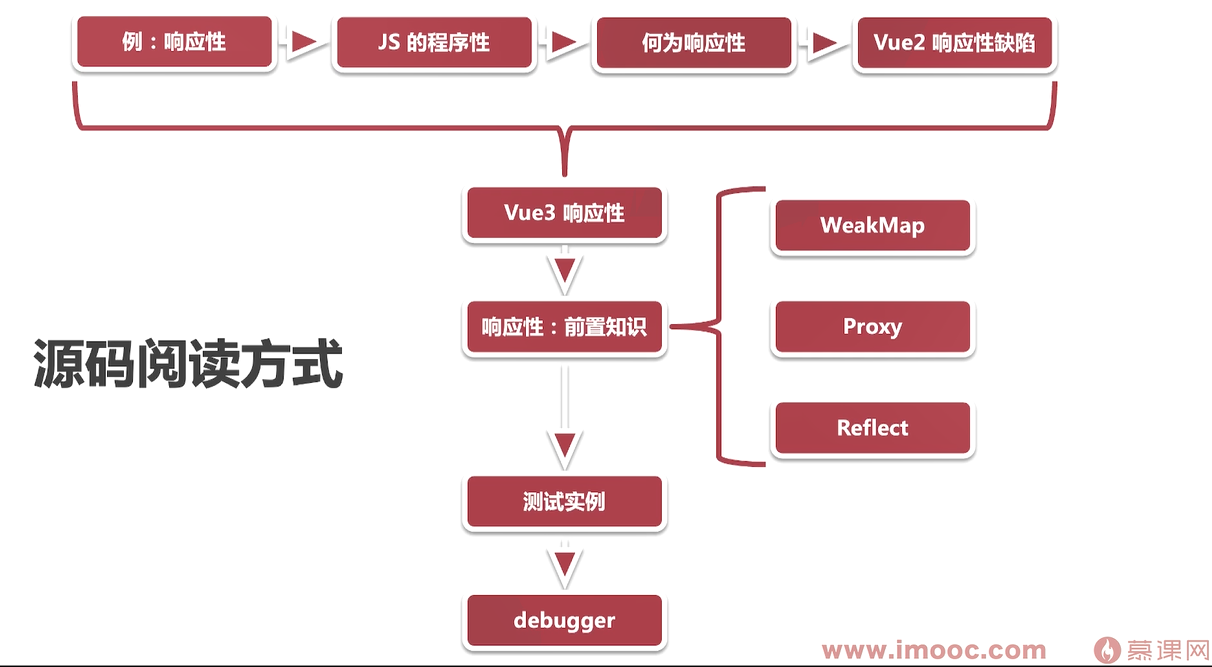 例：响应性
JS 的程序性
何为响应性
Vue2 响应性缺陷
Vue3 响应性
响应性：前置知识
WeakMap
Proxy
Reflect
源码阅读方式
测试实例
debugger
www.imooc.com
慕课网